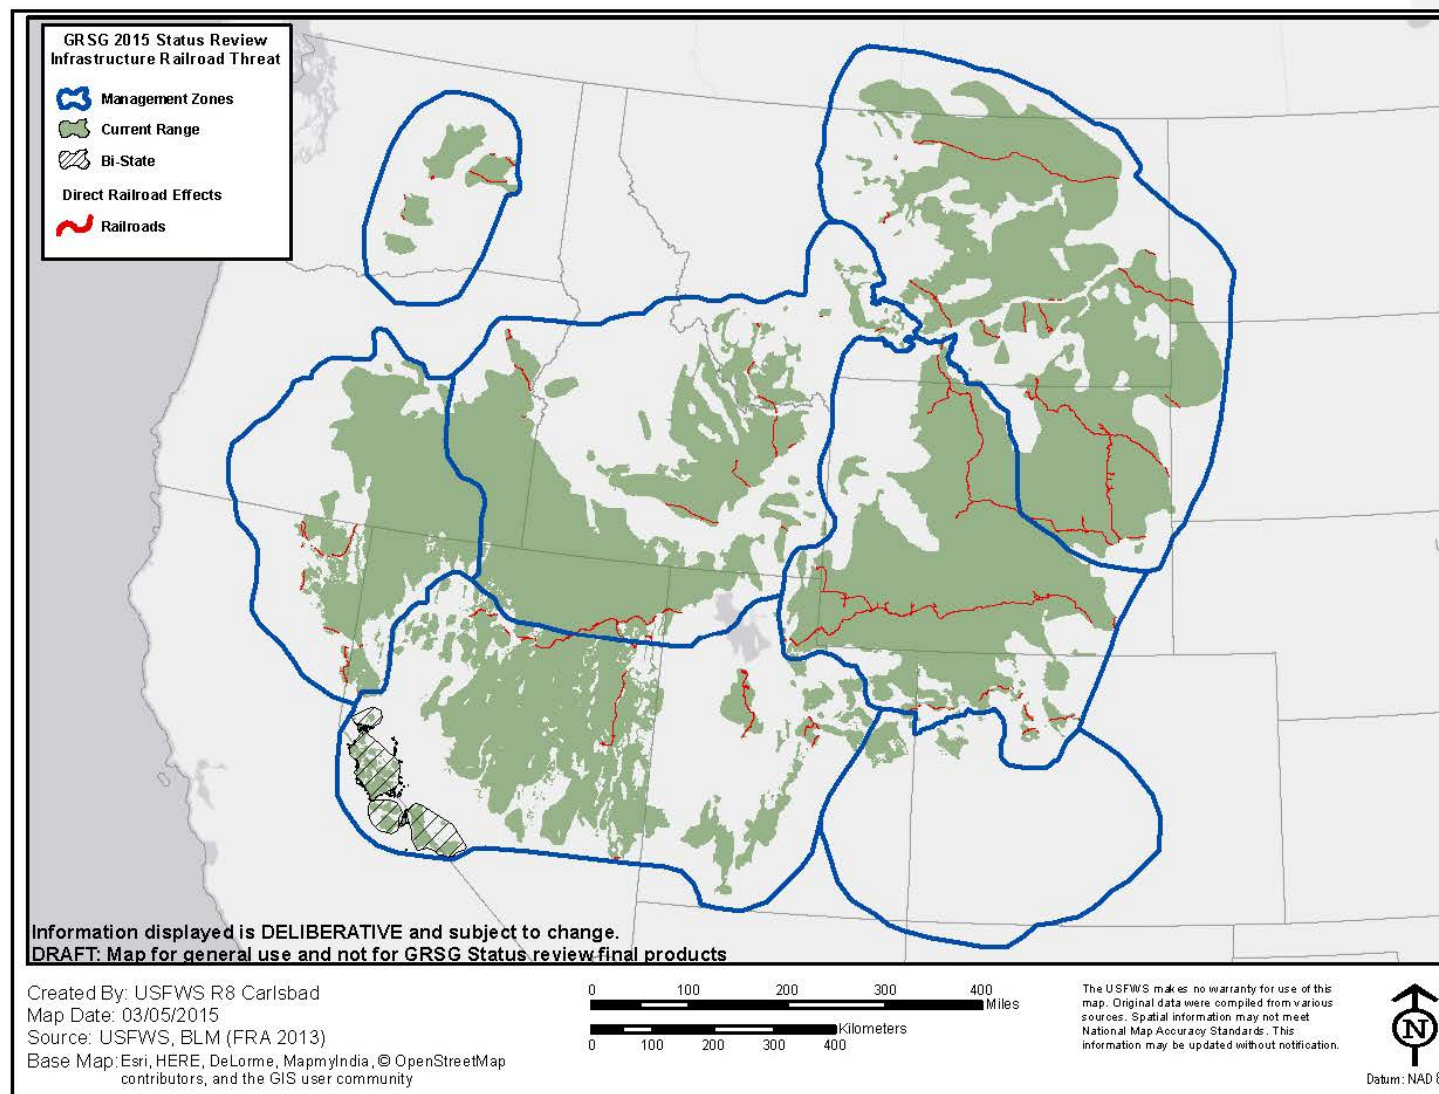 GRSG 2015 Status Review
Infrastructure Railroad Threat
Management Zones
Current Range
Bi-State
Direct Railroad Effects
Railroads
Information displayed is DELIBERATIVE and subject to change.
DRAFT: Map for general use and not for GRSG Status review final products
Created By: USFWS R8 Carlsbad
Map Date: 03/05/2015
Source: USFWS, BLM (FRA 2013)
Base Map: Esri, HERE, DeLorme, MapmyIndia, © OpenStreetMap
contributors, and the GIS user community
0 100 200 300 400
Miles
Kilometers
0 100 200 300 400
The USFWS makes no warranty for use of this
map. Original data were compiled from various
sources. Spatial information may not meet
National Map Accuracy Standards. This
information may be updated without notification.
N
Datum: NAD 8